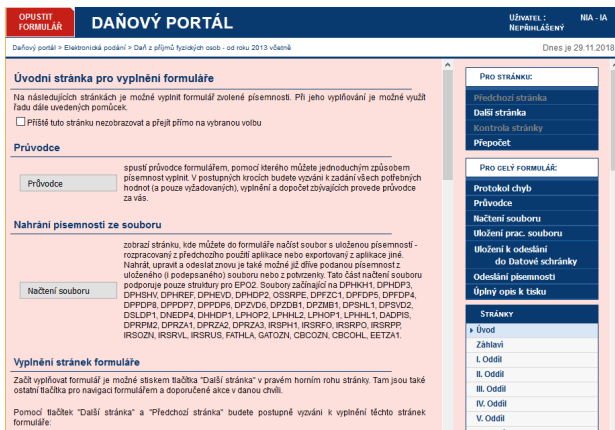 OPUSTIT
FORMULÁŘ
DAŇOVÝ PORTÁL
UŽIVATEL :
NEPŘIHLÁŠENÝ
NIA - IA
Daňový portál > Elektronická podání > Daň z příjmů fyzických osob - od roku 2013 včetně
Dnes je 29.11.2018
Úvodní stránka pro vyplnění formuláře
Na následujících stránkách je možné vyplnit formulář zvolené písemnosti. Při jeho vyplňování je možné využít
řadu dále uvedených pomůcek.
Příště tuto stránku nezobrazovat a přejít přímo na vybranou volbu
Průvodce
spustí průvodce formulářem, pomocí kterého můžete jednoduchým způsobem
písemnost vyplnit. V postupných krocích budete vyzváni k zadání všech potřebných
hodnot (a pouze vyžadovaných), vyplnění a dopočet zbývajících provede průvodce
za vás.
Průvodce
Nahrání písemnosti ze souboru
zobrazí stránku, kde můžete do formuláře načíst soubor s uloženou písemností -
rozpracovaný z předchozího použití aplikace nebo exportovaný z aplikace jiné.
Nahrát, upravit a odeslat znovu je také možné již dříve podanou písemnost z
uloženého (i podepsaného) souboru nebo z potvrzenky. Tato část načtení souboru
podporuje pouze struktury pro EPO2. Soubory začínající na DPHKH1, DPHDP3,
DPHSHV, DPHREF, DPHEVD, DPHDP2, OSSRPE, DPFZC1, DPFDP5, DPFDP4,
DPPDP8, DPPDP7, DPPDP6, DPZVD6, DPZDB1, DPZMB1, DPSHL1, DPSVD2,
DSLDP1, DNEDP4, DHHDP1, LPHOP2, LPHHL2, LPHOP1, LPHHL1, DADPIS,
DPRPM2, DPRZA1, DPRZA2, DPRZA3, IRSPH1, IRSRFO, IRSRPO, IRSRPP,
IRSOZN, IRSRVL, IRSRUS, FATHLA, GATOZN, CBCOZN, CBCOHL, EETZA1.
Načtení souboru
Vyplnění stránek formuláře
Začít vyplňovat formulář je možné stiskem tlačítka "Další stránka" v pravém horním rohu stránky. Tam jsou také
ostatní tlačítka pro navigaci formulářem a doporučené akce v danou chvíli.
Pomocí tlačítek "Další stránka" a "Předchozí stránka" budete postupně vyzváni k vyplnění těchto stránek
formuláře:
PRO STRÁNKU:
Předchozí stránka
Další stránka
Kontrola stránky
Přepočet
PRO CELÝ FORMULÁŘ:
Protokol chyb
Průvodce
Načtení souboru
Uložení prac. souboru
Uložení k odeslání
do Datové schránky
Odeslání písemnosti
Úplný opis k tisku
STRÁNKY
Úvod
Záhlaví
I. Oddíl
II. Oddíl
III. Oddíl
IV. Oddíl
V. Oddíl